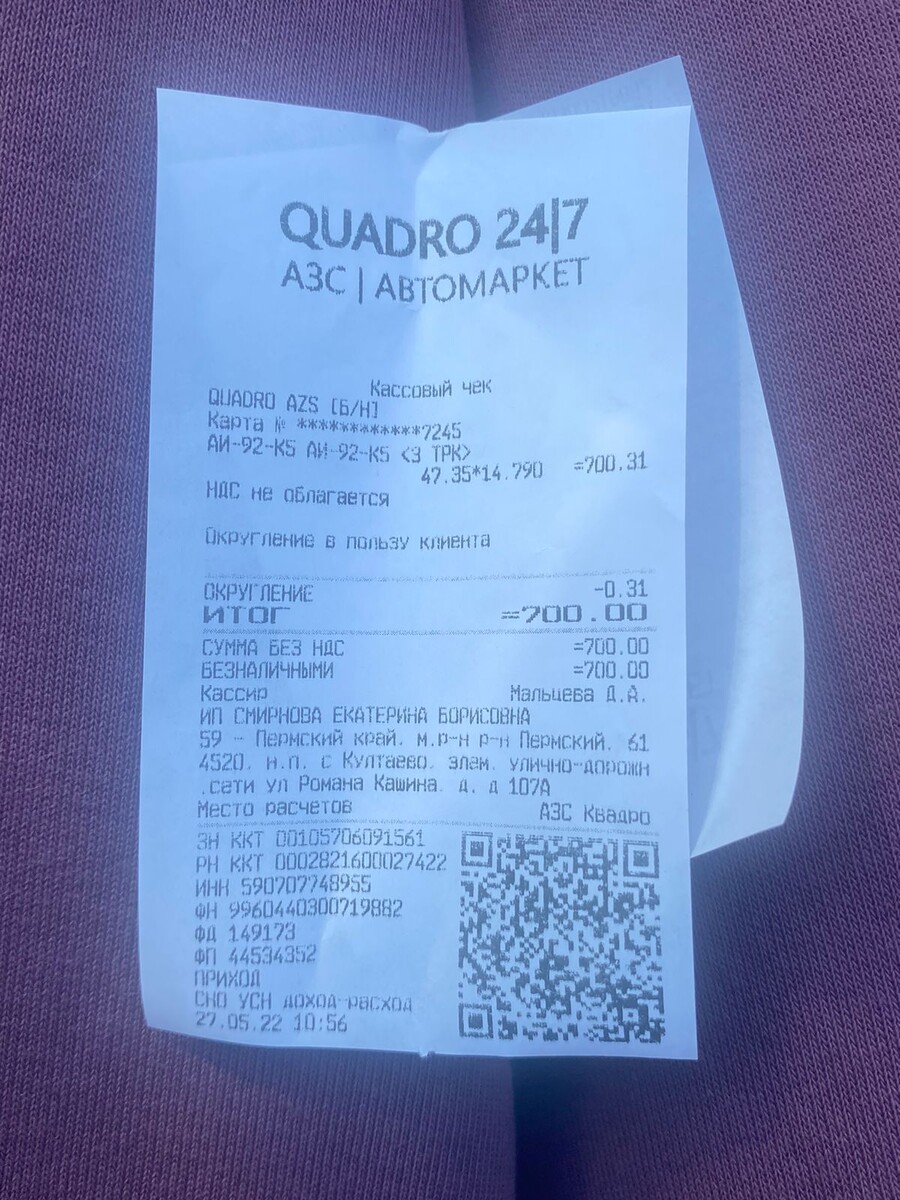 QUADRO 24|7
АЗС | АВТОМАРКЕТ
Кассовый чек
QUADRO AZS [Б/Н]
Карта № ************7245
АИ-92-К5 АИ-92-К5 <3 ТРК>
47.35*14.790 =700.31
НДС не облагается
Округление в пользу клиента
ОКРУГЛЕНИЕ -0.31
ИТОГ =700.00
СУММА БЕЗ НДС =700.00
БЕЗНАЛИЧНЫМИ =700.00
Кассир Мальцева Д.А.
ИП СМИРНОВА ЕКАТЕРИНА БОРИСОВНА
59 - Пермский край. м.р-н р-н Пермский. 61
4520. н.п. с Култаево. элем. улично-дорожн
.сети ул Романа Кашина. д. д 107А
Место расчетов АЗС Квадро
ЗН ККТ 00105706091561
РН ККТ 0002821600027422
ИНН 590707748955
ФН 9960440300719882
ФД 149173
ФП 44534352
ПРИХОД
СНО УСН доход-расход
27.05.22 10:56